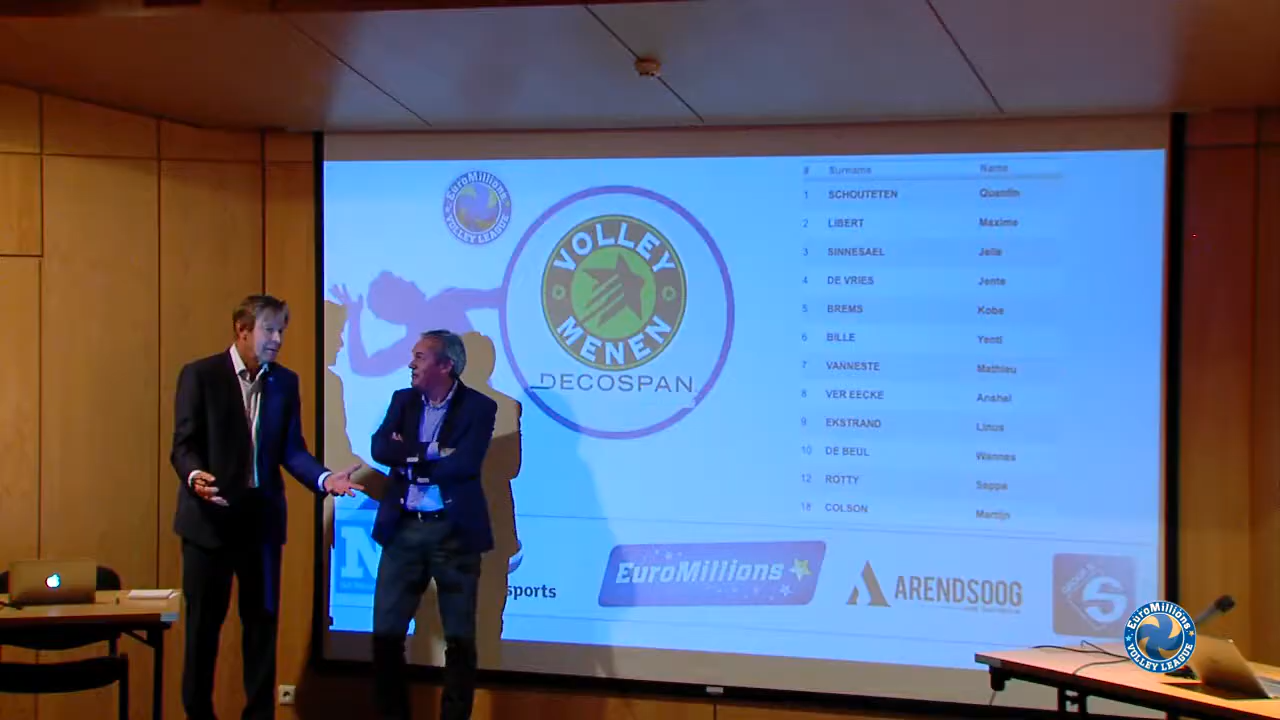 EuroMillions
VOLLEY LEAGUE
VOLLEY
MENEN
DECOSPAN
# Surname Name
1 SCHOUTETEN Quentin
2 LIBERT Maxime
3 SINNESAEL Jelle
4 DE VRIES Jente
5 BREMS Kobe
6 BILLE Yentl
7 VANNESTE Mathieu
8 VER EECKE Anshel
9 EKSTRAND Linus
10 DE BEUL Wannes
12 ROTTY Seppe
18 COLSON Martijn
N
sports
EuroMillions
ARENDSOOG
S
EuroMillions
VOLLEY LEAGUE